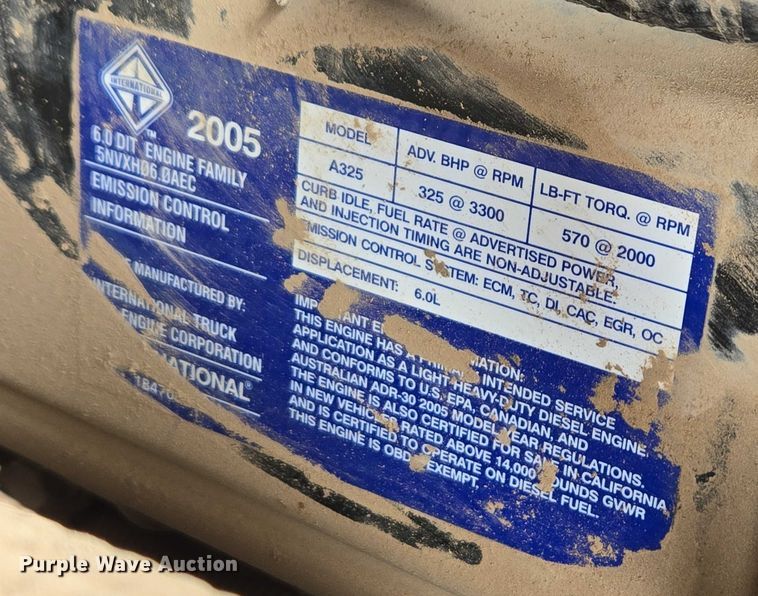 INTERNATIONAL
™
2005
6.0 DIT ENGINE FAMILY
5NVXH06.0AEC
EMISSION CONTROL
INFORMATION
MANUFACTURED BY:
INTERNATIONAL TRUCK
ENGINE CORPORATION
MODEL ADV. BHP @ RPM LB-FT TORQ. @ RPM
A325 325 @ 3300 570 @ 2000
CURB IDLE, FUEL RATE @ ADVERTISED POWER,
AND INJECTION TIMING ARE NON-ADJUSTABLE.
EMISSION CONTROL SYSTEM: ECM, TC, DI, CAC, EGR, OC
DISPLACEMENT: 6.0L
IMPORTANT
THIS ENGINE HAS A INTENDED SERVICE
APPLICATION AS A LIGHT-HEAVY-DUTY DIESEL ENGINE
AND CONFORMS TO U.S. EPA, CANADIAN, AND
AUSTRALIAN ADR-30 2005 MODEL YEAR REGULATIONS.
THE ENGINE IS ALSO CERTIFIED FOR SALE IN CALIFORNIA
IN NEW VEHICLES RATED ABOVE 14,000 POUNDS GVWR
AND IS CERTIFIED TO OPERATE ON DIESEL FUEL.
THIS ENGINE IS OBD EXEMPT.
Purple Wave Auction